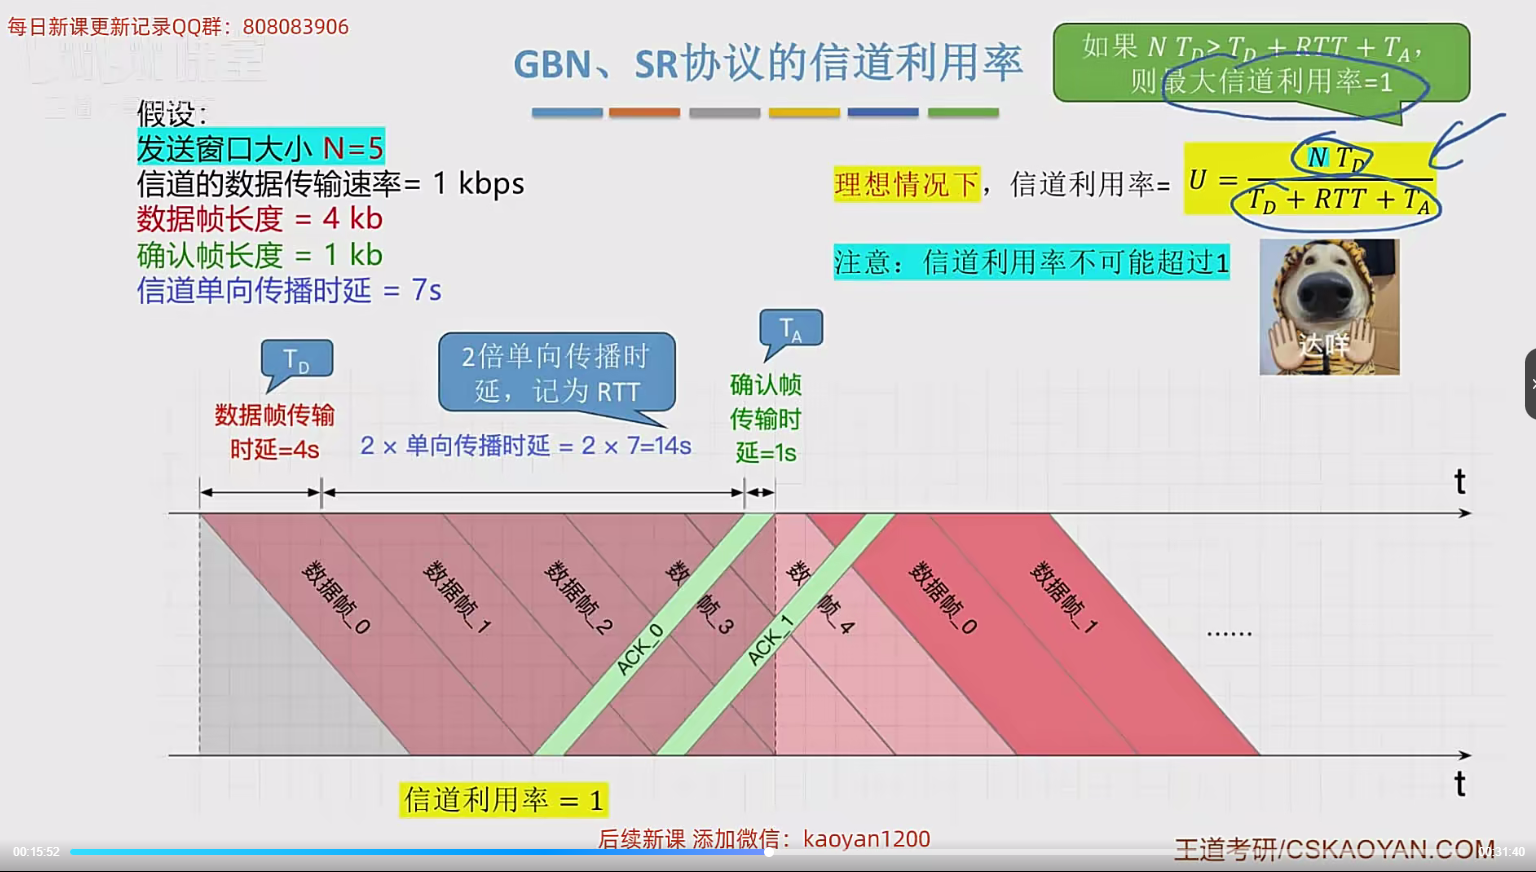 每日新课更新记录QQ群：808083906
GBN、SR协议的信道利用率
如果 N T_D> T_D + RTT + T_A，
则最大信道利用率=1
假设：
发送窗口大小 N=5
信道的数据传输速率= 1 kbps
数据帧长度 = 4 kb
确认帧长度 = 1 kb
信道单向传播时延 = 7s
理想情况下，信道利用率= U = N T_D / T_D + RTT + T_A
注意：信道利用率不可能超过1
达咩
T_D
数据帧传输
时延=4s
2倍单向传播时
延，记为 RTT
2 × 单向传播时延 = 2 × 7=14s
T_A
确认帧
传输时
延=1s
t
数据帧_0
数据帧_1
数据帧_2
数据帧_3
数据帧_4
数据帧_0
数据帧_1
ACK_0
ACK_1
……
t
信道利用率 = 1
后续新课 添加微信：kaoyan1200
王道考研/CSKAOYAN.COM
00:15:52
00:31:40